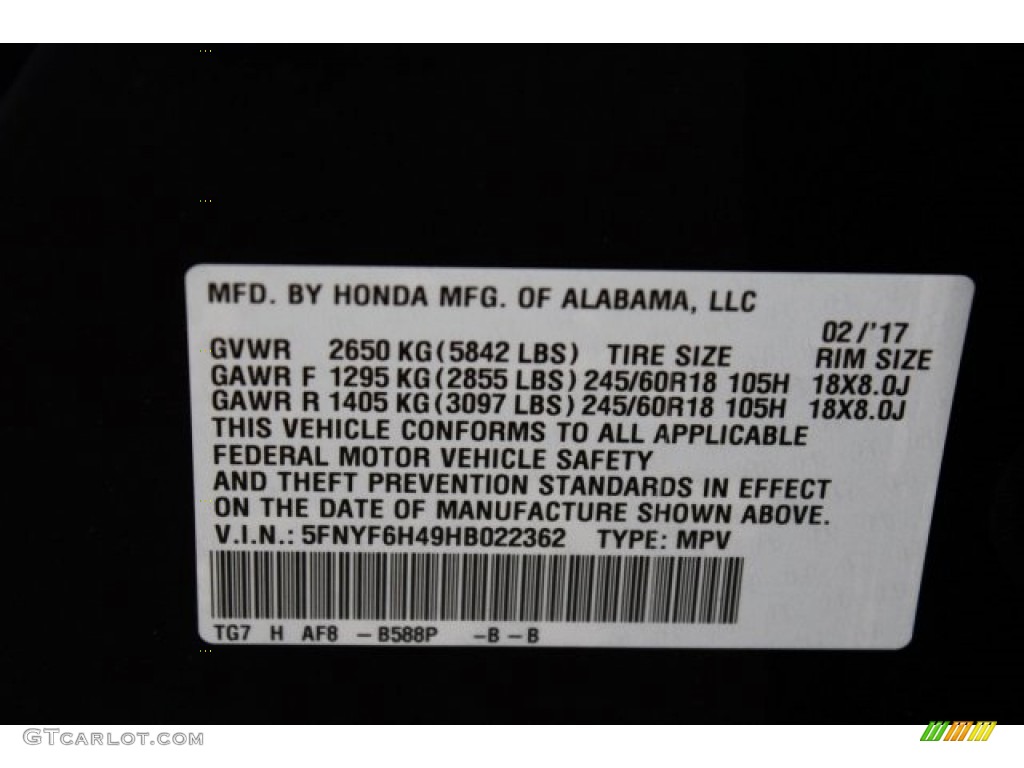 MFD. BY HONDA MFG. OF ALABAMA, LLC
02/'17
GVWR 2650 KG(5842 LBS) TIRE SIZE RIM SIZE
GAWR F 1295 KG(2855 LBS) 245/60R18 105H 18X8.0J
GAWR R 1405 KG(3097 LBS) 245/60R18 105H 18X8.0J
THIS VEHICLE CONFORMS TO ALL APPLICABLE
FEDERAL MOTOR VEHICLE SAFETY
AND THEFT PREVENTION STANDARDS IN EFFECT
ON THE DATE OF MANUFACTURE SHOWN ABOVE.
V.I.N.: 5FNYF6H49HB022362 TYPE: MPV
TG7 H AF8 -B588P -B-B
GTCARLOT.COM